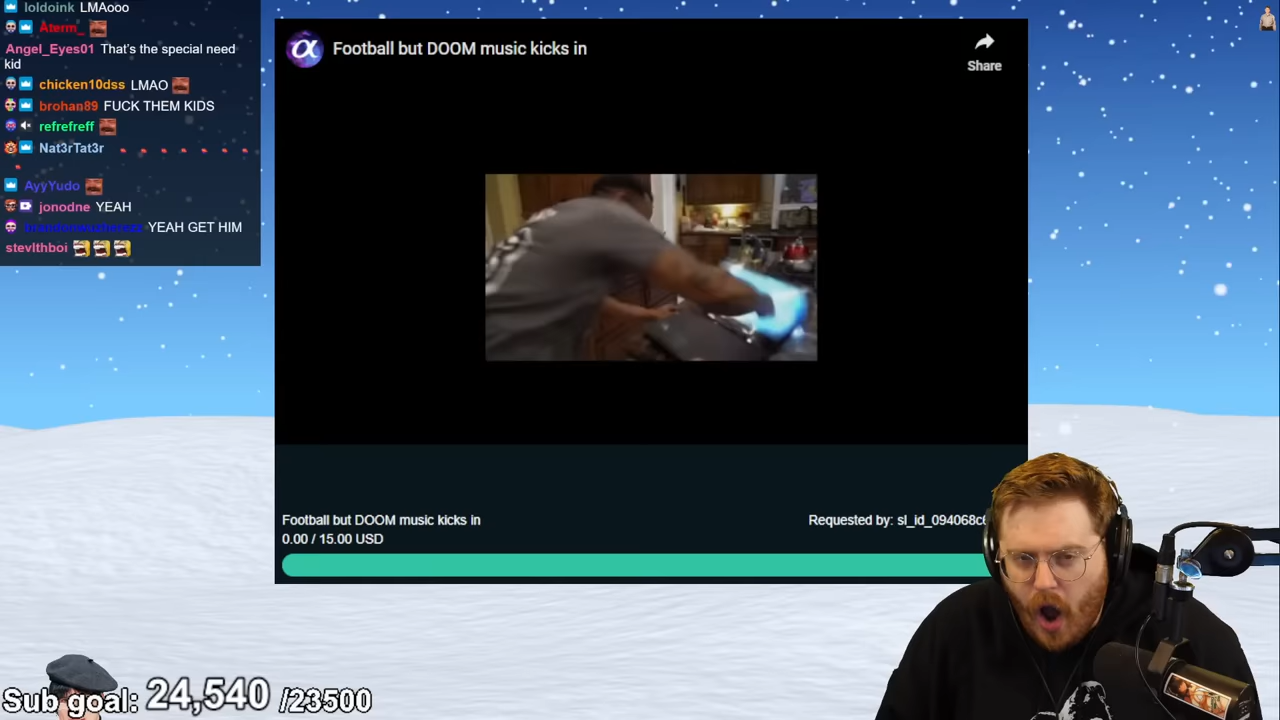 loldoink LMAooo
Aterm_
Angel_Eyes01 That's the special need
kid
chicken10dss LMAO
brohan89 FUCK THEM KIDS
refrefreff
Nat3rTat3r
AyyYudo
jonodne YEAH
YEAH GET HIM
stevlthboi
α Football but DOOM music kicks in
Share
Football but DOOM music kicks in
Requested by: sl_id_094068c6
0.00 / 15.00 USD
Sub goal: 24,540 /23500